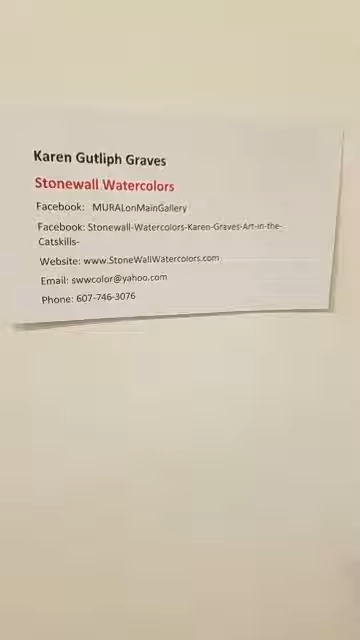 Karen Gutliph Graves
Stonewall Watercolors
Facebook: MURALonMainGallery
Facebook: Stonewall-Watercolors-Karen-Graves-Art-in-the-
Catskills-
Website: www.StoneWallWatercolors.com
Email: swwcolor@yahoo.com
Phone: 607-746-3076